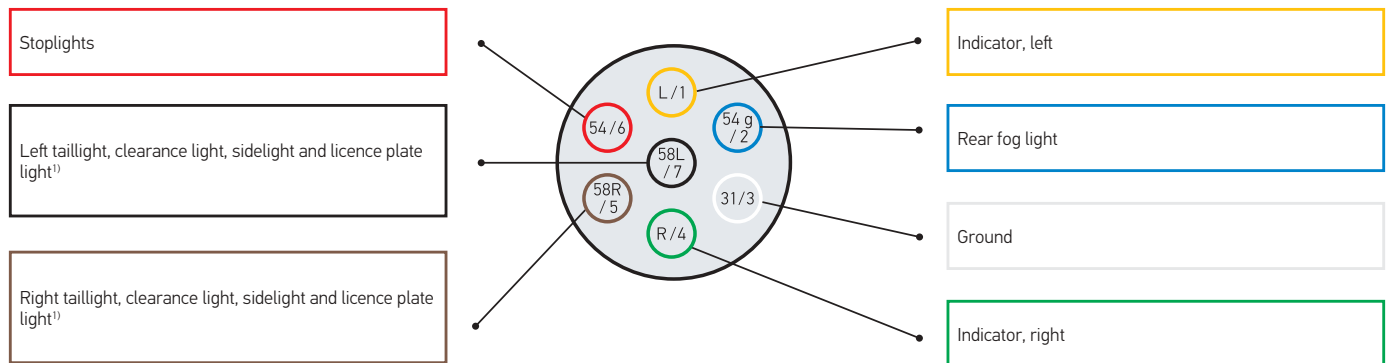 Stoplights
Left taillight, clearance light, sidelight and licence plate
light¹⁾
Right taillight, clearance light, sidelight and licence plate
light¹⁾
L/1
54/6
54 g
/2
58L
/7
58R
/5
31/3
R/4
Indicator, left
Rear fog light
Ground
Indicator, right